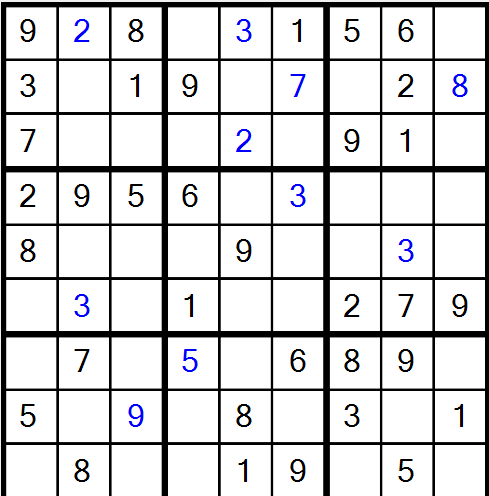 9 2 8 3 1 5 6
3 1 9 7 2 8
7 2 9 1
2 9 5 6 3
8 9 3
3 1 2 7 9
7 5 6 8 9
5 9 8 3 1
8 1 9 5